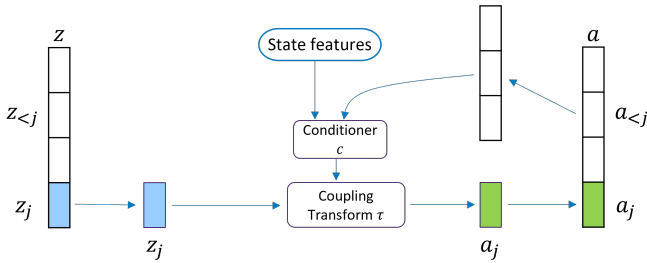 z
State features
a
z<j
a<j
Conditioner
c
zj
Coupling
Transform τ
aj
zj
aj